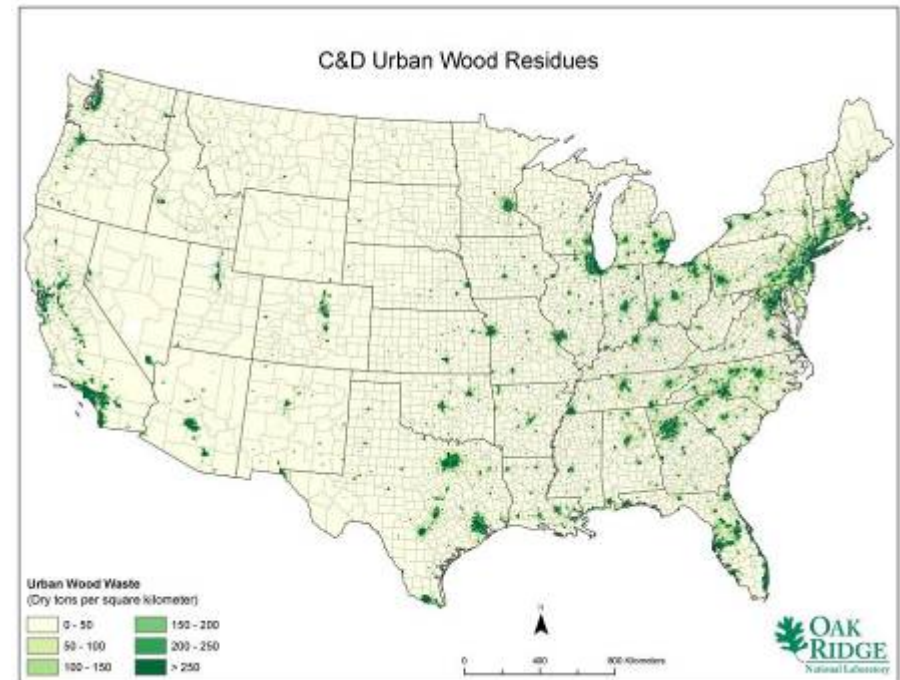 C&D Urban Wood Residues
Urban Wood Waste
(Dry tons per square kilometer)
0 - 50
150 - 200
50 - 100
200 - 250
100 - 150
> 250
N
0 400 800 Kilometers
OAK
RIDGE
National Laboratory